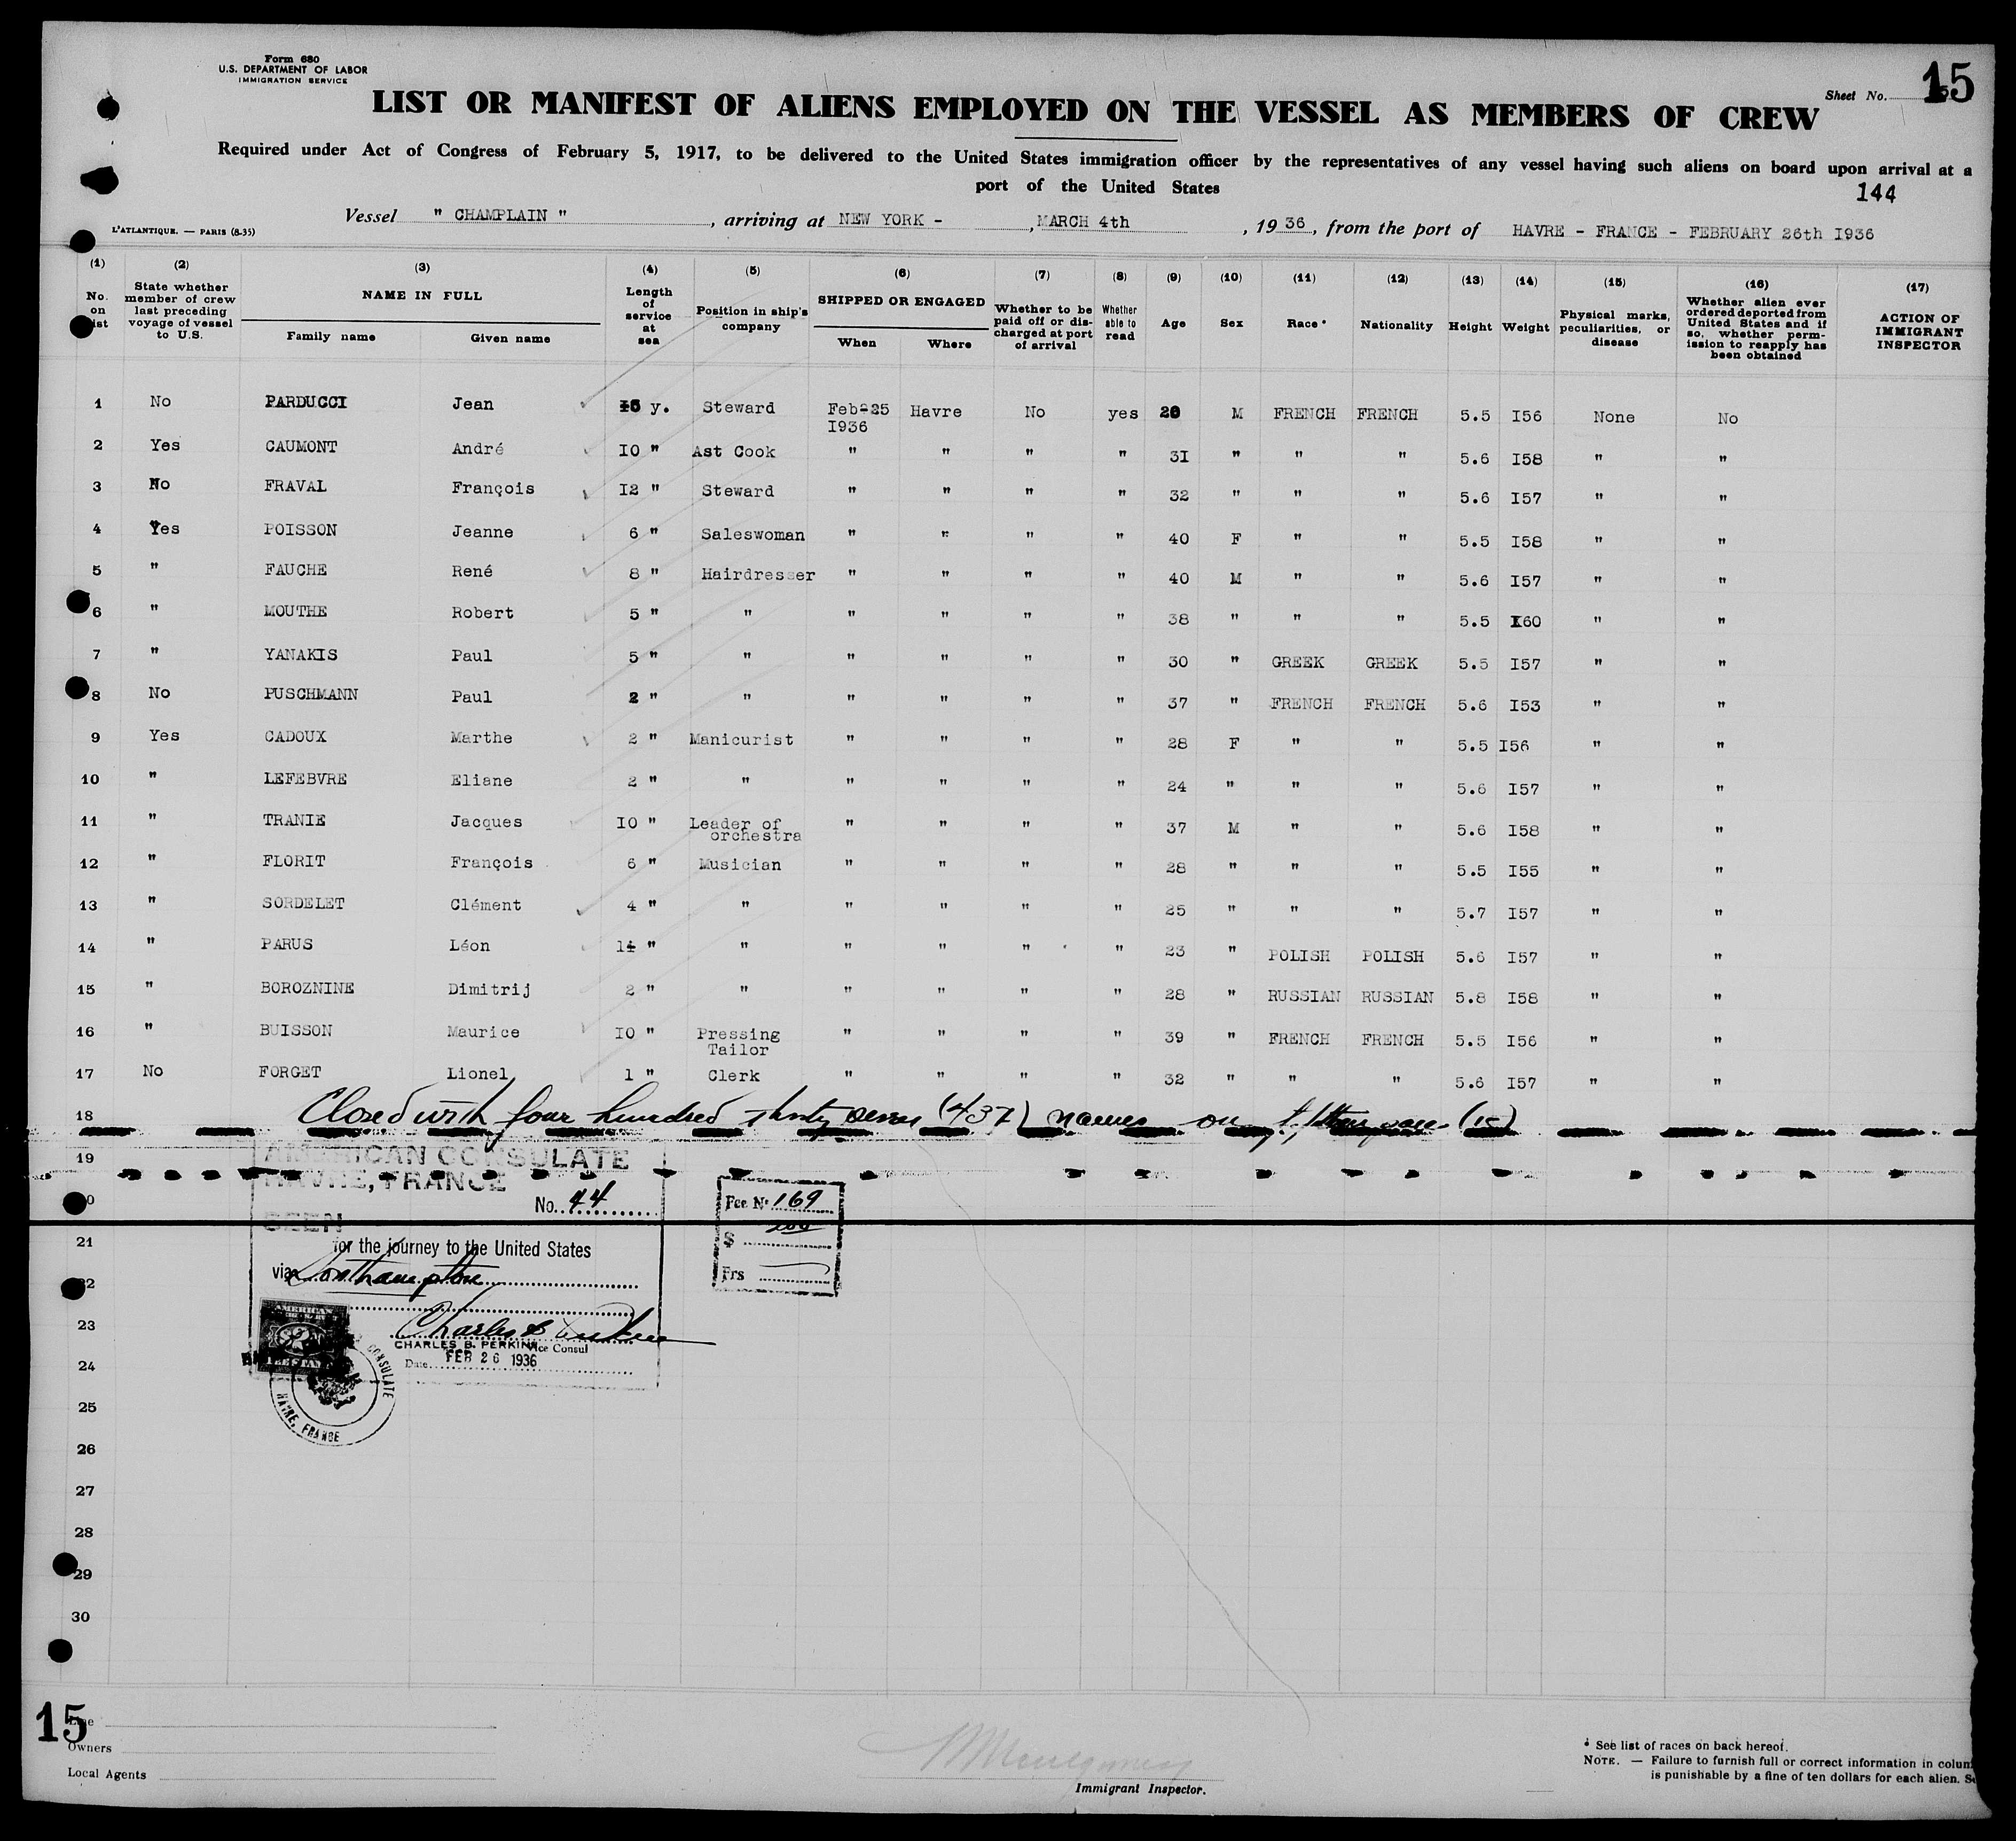 Form 680
U.S. DEPARTMENT OF LABOR
IMMIGRATION SERVICE
Sheet No. 15
LIST OR MANIFEST OF ALIENS EMPLOYED ON THE VESSEL AS MEMBERS OF CREW
Required under Act of Congress of February 5, 1917, to be delivered to the United States immigration officer by the representatives of any vessel having such aliens on board upon arrival at a
port of the United States
144
Vessel " CHAMPLAIN ", arriving at NEW YORK - , MARCH 4th , 1936, from the port of HAVRE - FRANCE - FEBRUARY 26th I936
L'ATLANTIQUE. — PARIS (8-35)
(1) (2) (3) (4) (5) (6) (7) (8) (9) (10) (11) (12) (13) (14) (15) (16) (17)
No. on list
State whether member of crew last preceding voyage of vessel to U.S.
NAME IN FULL
Family name Given name
Length of service at sea
Position in ship's company
SHIPPED OR ENGAGED
When Where
Whether to be paid off or discharged at port of arrival
Whether able to read
Age
Sex
Race *
Nationality
Height
Weight
Physical marks, peculiarities, or disease
Whether alien ever ordered deported from United States and if so, whether permission to reapply has been obtained
ACTION OF IMMIGRANT INSPECTOR
1 No PARDUCCI Jean y. Steward Feb-25 I936 Havre No yes M FRENCH FRENCH 5.5 I56 None No
2 Yes CAUMONT André IO " Ast Cook " " " " 3I " " " 5.6 I58 " "
3 No FRAVAL François I2 " Steward " " " " 32 " " " 5.6 I57 " "
4 Yes POISSON Jeanne 6 " Saleswoman " " " " 40 F " " 5.5 I58 " "
5 " FAUCHE René 8 " Hairdresser " " " " 40 M " " 5.6 I57 " "
6 " MOUTHE Robert 5 " " " " " " 38 " " " 5.5 I60 " "
7 " YANAKIS Paul 5 " " " " " " 30 " GREEK GREEK 5.5 I57 " "
8 No PUSCHMANN Paul 2 " " " " " " 37 " FRENCH FRENCH 5.6 I53 " "
9 Yes CADOUX Marthe 2 " Manicurist " " " " 28 F " " 5.5 I56 " "
10 " LEFEBVRE Eliane 2 " " " " " " 24 " " " 5.6 I57 " "
11 " TRANIE Jacques IO " Leader of orchestra " " " " 37 M " " 5.6 I58 " "
12 " FLORIT François 6 " Musician " " " " 28 " " " 5.5 I55 " "
13 " SORDELET Clément 4 " " " " " " 25 " " " 5.7 I57 " "
14 " PARUS Léon " " " " " " 23 " POLISH POLISH 5.6 I57 " "
15 " BOROZNINE Dimitrij 2 " " " " " " 28 " RUSSIAN RUSSIAN 5.8 I58 " "
16 " BUISSON Maurice IO " Pressing Tailor " " " " 39 " FRENCH FRENCH 5.5 I56 " "
17 No FORGET Lionel 1 " Clerk " " " " 32 " " " 5.6 I57 " "
18 Closed with four hundred thirty seven (437) names on fifteen pages (15)
19
AMERICAN CONSULATE
HAVRE, FRANCE
No. 44
SEEN
for the journey to the United States
via Southampton
CHARLES B. PERKINS Vice Consul
Date FEB 26 1936
CONSULATE
HAVRE, FRANCE
Fee No 169
$
Frs
21
23
24
25
26
27
28
29
30
15
Owners
Local Agents
Immigrant Inspector.
* See list of races on back hereof.
NOTE. — Failure to furnish full or correct information in colum
is punishable by a fine of ten dollars for each alien. S